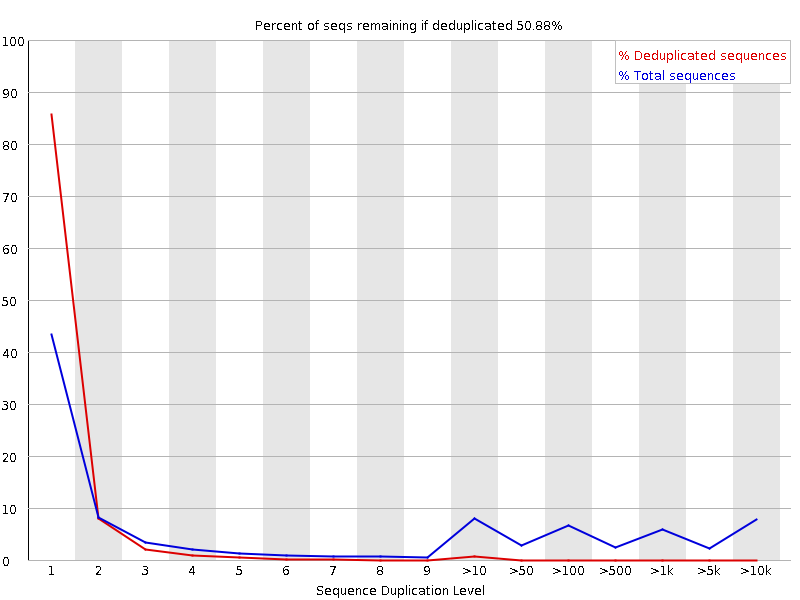 Percent of seqs remaining if deduplicated 50.88%
% Deduplicated sequences
% Total sequences
100
90
80
70
60
50
40
30
20
10
0
1 2 3 4 5 6 7 8 9 >10 >50 >100 >500 >1k >5k >10k
Sequence Duplication Level